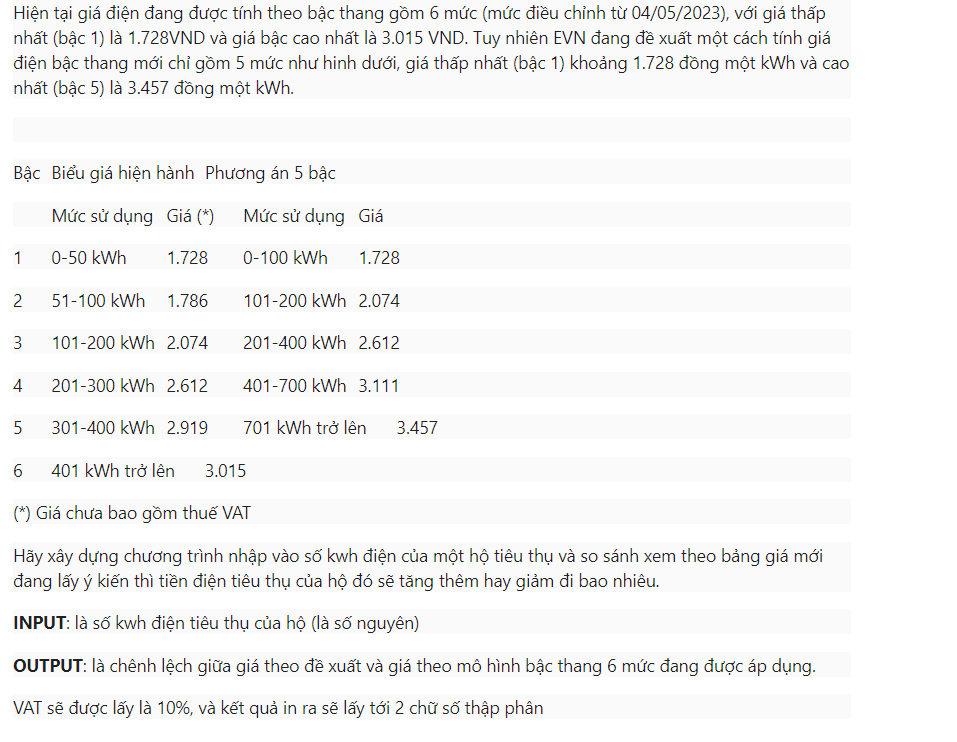 Hiện tại giá điện đang được tính theo bậc thang gồm 6 mức (mức điều chỉnh từ 04/05/2023), với giá thấp
nhất (bậc 1) là 1.728VND và giá bậc cao nhất là 3.015 VND. Tuy nhiên EVN đang đề xuất một cách tính giá
điện bậc thang mới chỉ gồm 5 mức như hinh dưới, giá thấp nhất (bậc 1) khoảng 1.728 đồng một kWh và cao
nhất (bậc 5) là 3.457 đồng một kWh.
Bậc Biểu giá hiện hành Phương án 5 bậc
Mức sử dụng Giá (*) Mức sử dụng Giá
1 0-50 kWh 1.728 0-100 kWh 1.728
2 51-100 kWh 1.786 101-200 kWh 2.074
3 101-200 kWh 2.074 201-400 kWh 2.612
4 201-300 kWh 2.612 401-700 kWh 3.111
5 301-400 kWh 2.919 701 kWh trở lên 3.457
6 401 kWh trở lên 3.015
(*) Giá chưa bao gồm thuế VAT
Hãy xây dựng chương trình nhập vào số kwh điện của một hộ tiêu thụ và so sánh xem theo bảng giá mới
đang lấy ý kiến thì tiền điện tiêu thụ của hộ đó sẽ tăng thêm hay giảm đi bao nhiêu.
INPUT: là số kwh điện tiêu thụ của hộ (là số nguyên)
OUTPUT: là chênh lệch giữa giá theo đề xuất và giá theo mô hình bậc thang 6 mức đang được áp dụng.
VAT sẽ được lấy là 10%, và kết quả in ra sẽ lấy tới 2 chữ số thập phân